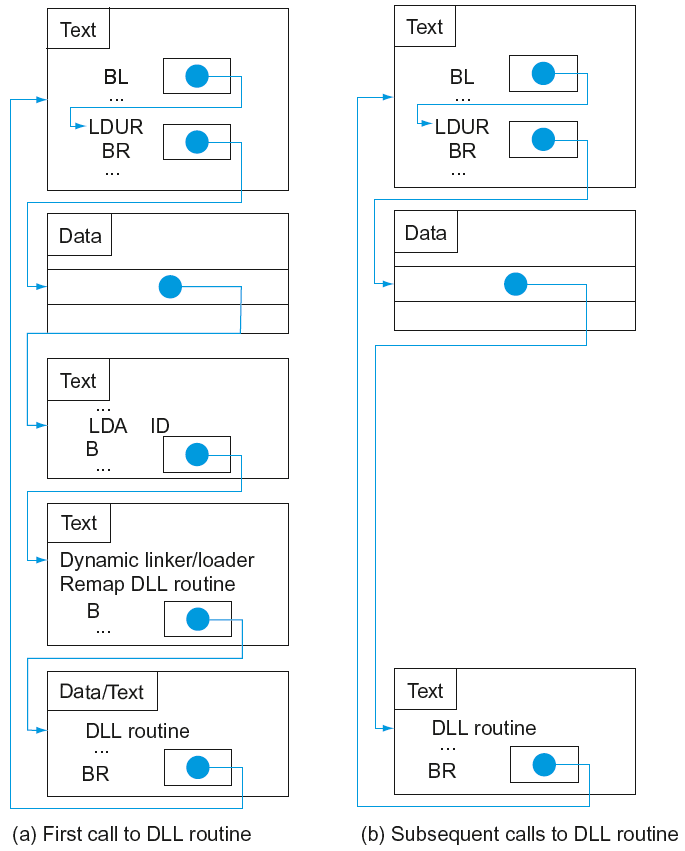 Text
BL
...
LDUR
BR
...
Data
Text
...
LDA ID
B
...
Text
Dynamic linker/loader
Remap DLL routine
B
...
Data/Text
DLL routine
...
BR
(a) First call to DLL routine
Text
BL
...
LDUR
BR
...
Data
Text
DLL routine
...
BR
(b) Subsequent calls to DLL routine